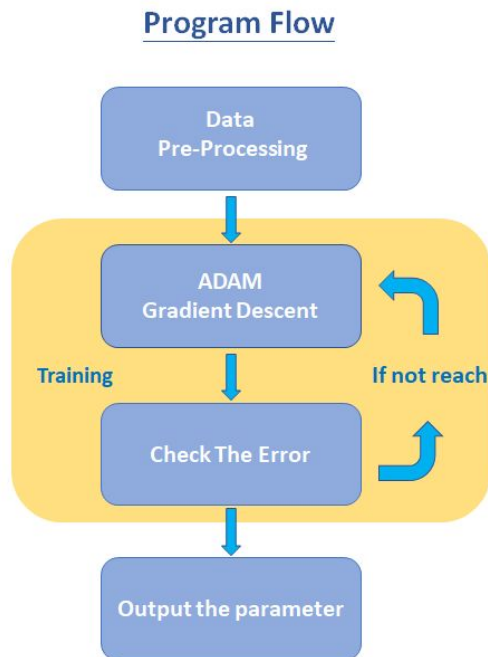 Program Flow
Data
Pre-Processing
ADAM
Gradient Descent
Training
If not reach
Check The Error
Output the parameter